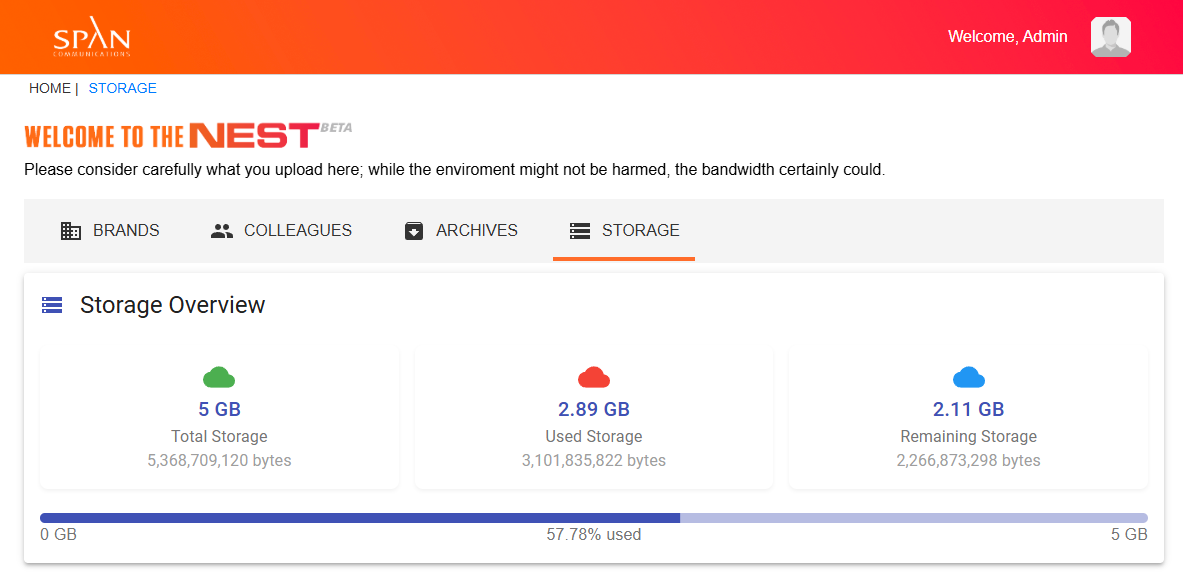 SPAN
COMMUNICATIONS
Welcome, Admin
HOME | STORAGE
WELCOME TO THE NEST BETA
Please consider carefully what you upload here; while the enviroment might not be harmed, the bandwidth certainly could.
BRANDS COLLEAGUES ARCHIVES STORAGE
Storage Overview
5 GB
Total Storage
5,368,709,120 bytes
2.89 GB
Used Storage
3,101,835,822 bytes
2.11 GB
Remaining Storage
2,266,873,298 bytes
0 GB 57.78% used 5 GB